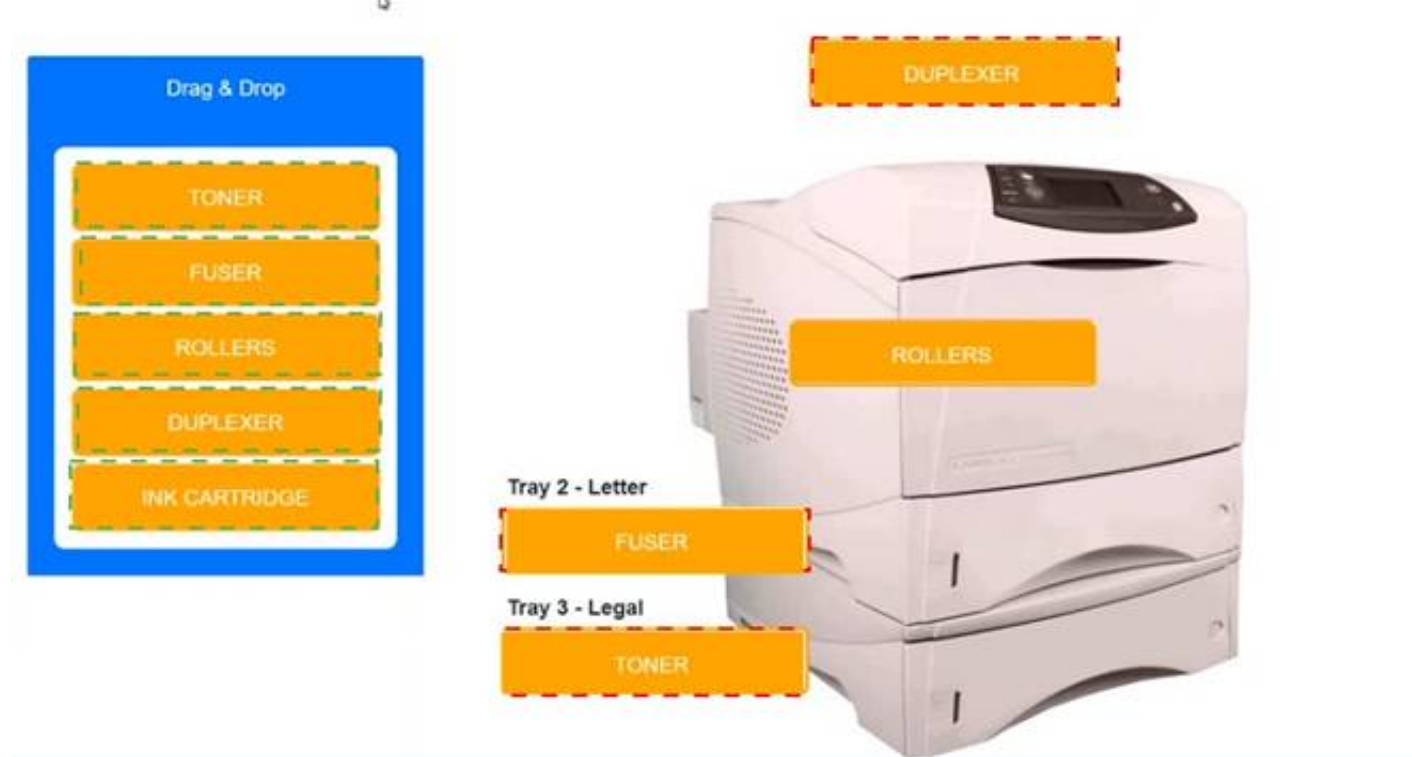 Drag & Drop
TONER
FUSER
ROLLERS
DUPLEXER
INK CARTRIDGE
DUPLEXER
ROLLERS
Tray 2 - Letter
FUSER
Tray 3 - Legal
TONER